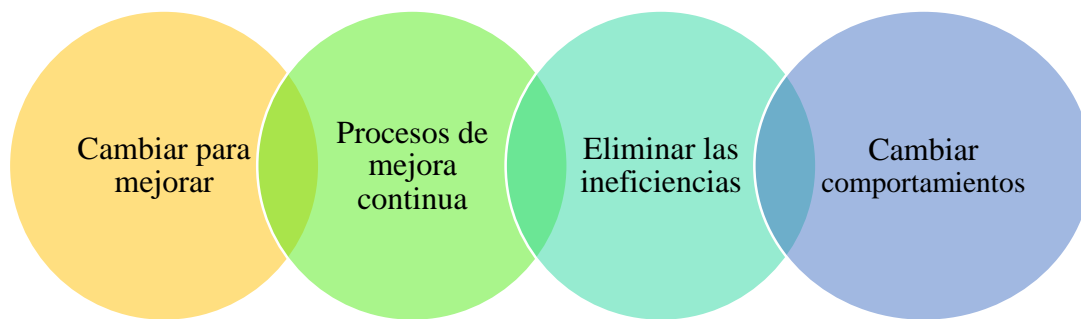 Cambiar para
mejorar
Procesos de
mejora
continua
Eliminar las
ineficiencias
Cambiar
comportamientos